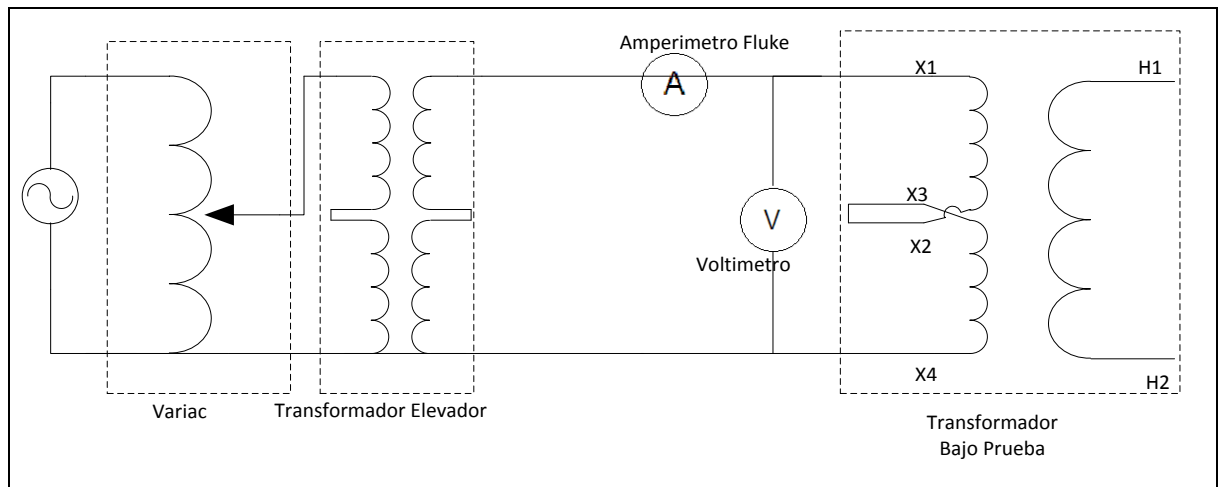 Amperimetro Fluke
A
X1
H1
X3
V
X2
Voltimetro
X4
H2
Variac
Transformador Elevador
Transformador
Bajo Prueba